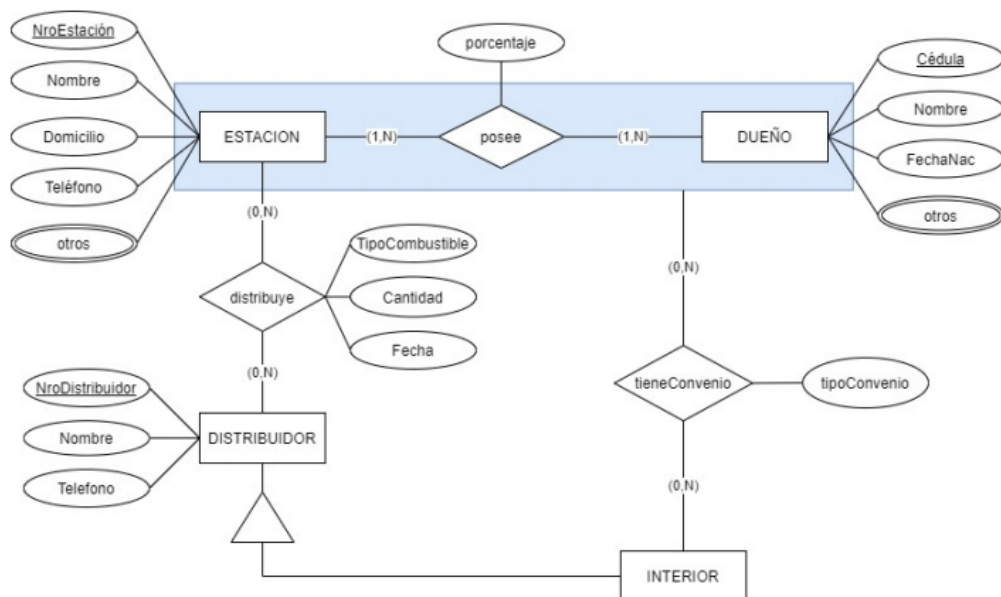 NroEstación
Nombre
Domicilio
Teléfono
otros
ESTACION
(1,N)
porcentaje
posee
(1,N)
DUEÑO
Cédula
Nombre
FechaNac
otros
(0,N)
distribuye
TipoCombustible
Cantidad
Fecha
(0,N)
NroDistribuidor
Nombre
Telefono
DISTRIBUIDOR
(0,N)
tieneConvenio
tipoConvenio
(0,N)
INTERIOR